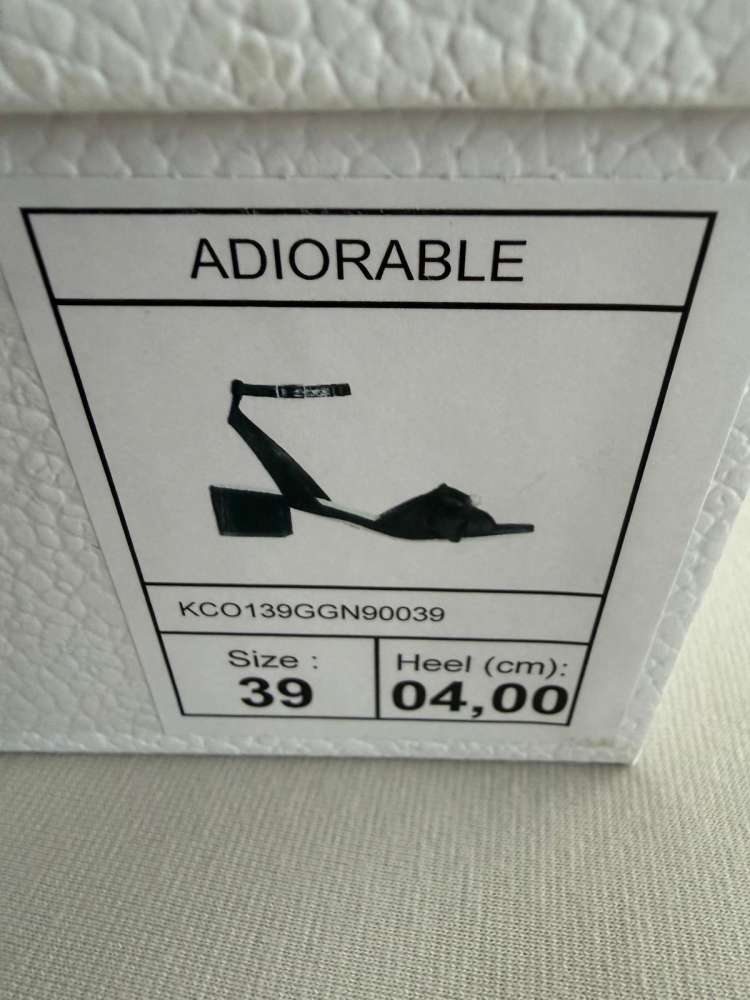 ADIORABLE
KCO139GGN90039
Size :
39
Heel (cm):
04,00